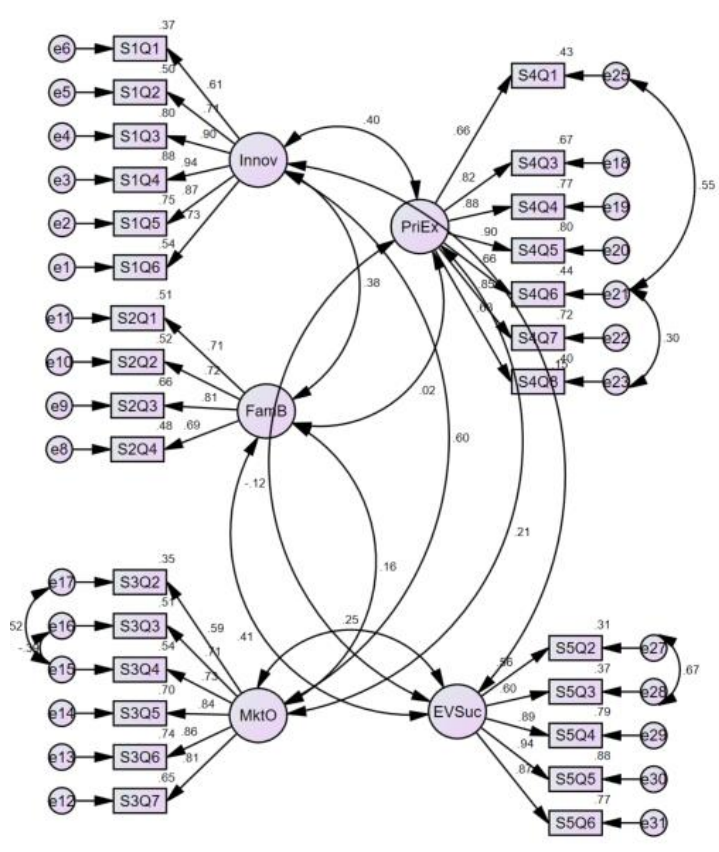 .37
e6 S1Q1
.61
.50
e5 S1Q2
.71
.80
e4 S1Q3
.90
.88
e3 S1Q4
.94
.75
e2 S1Q5
.87
.54
e1 S1Q6
.73
Innov
.40
PriEx
.43
S4Q1 e25
.66
.67
S4Q3 e18
.82
.77
S4Q4 e19
.88
.80
S4Q5 e20
.90
.44
S4Q6 e21
.66
.72
S4Q7 e22
.85
.40
S4Q8 e23
.15
.55
.30
.38
.02
.51
e11 S2Q1
.71
.52
e10 S2Q2
.72
.66
e9 S2Q3
.81
.48
e8 S2Q4
.69
FamB
.60
-.12
.16
.21
.25
.41
.35
e17 S3Q2
.59
.51
e16 S3Q3
.71
.54
e15 S3Q4
.73
.70
e14 S3Q5
.84
.74
e13 S3Q6
.86
.65
e12 S3Q7
.81
52
MktO
EVSuc
.31
S5Q2 e27
.56
.37
S5Q3 e28
.60
.79
S5Q4 e29
.89
.88
S5Q5 e30
.94
.77
S5Q6 e31
.87
.67